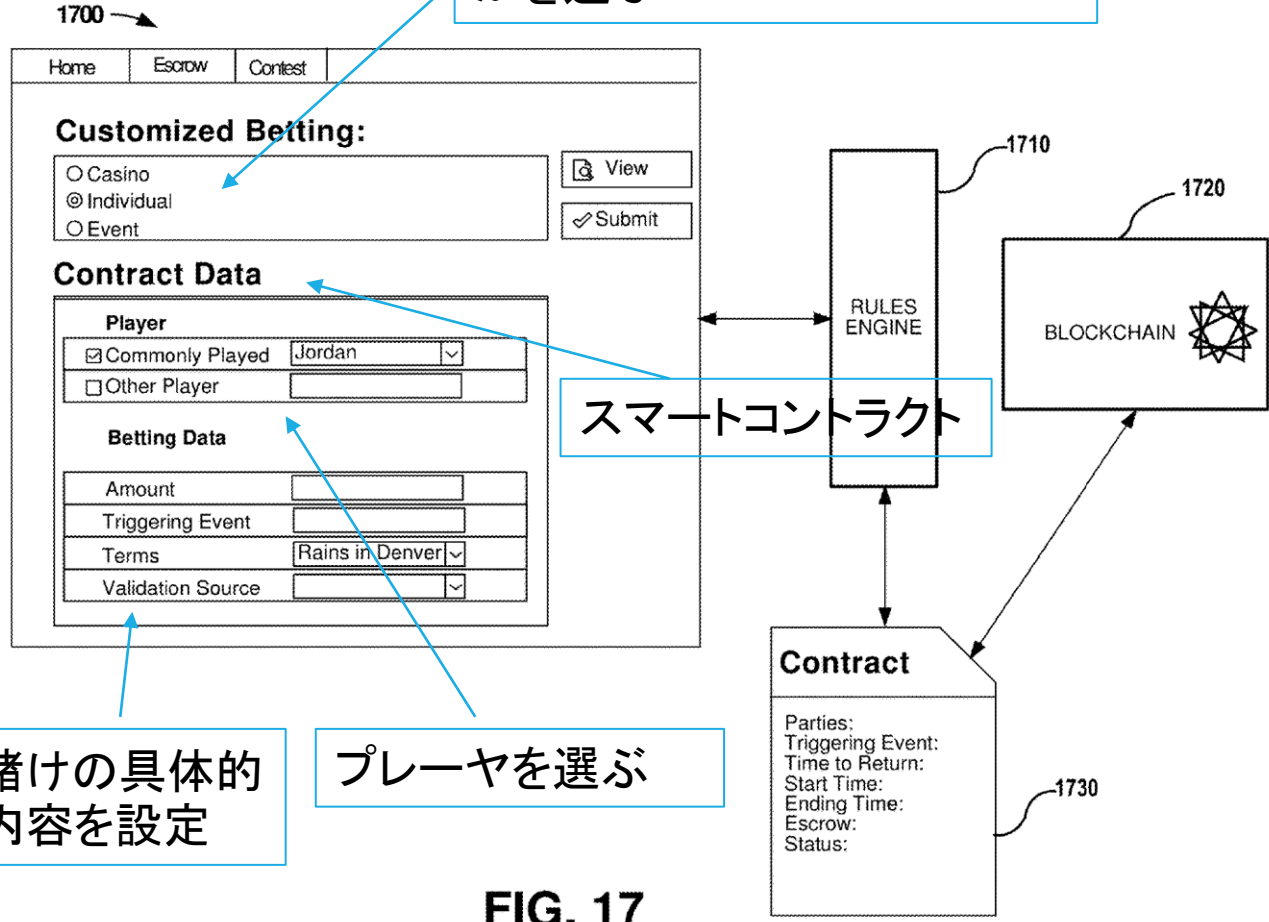 1700
Home Escrow Contest
Customized Betting:
Casino
Individual
Event
View
Submit
Contract Data
Player
Commonly Played Jordan
Other Player
Betting Data
Amount
Triggering Event
Terms Rains in Denver
Validation Source
スマートコントラクト
プレーヤを選ぶ
賭けの具体的
内容を設定
1710
RULES
ENGINE
1720
BLOCKCHAIN
Contract
Parties:
Triggering Event:
Time to Return:
Start Time:
Ending Time:
Escrow:
Status:
1730
FIG. 17